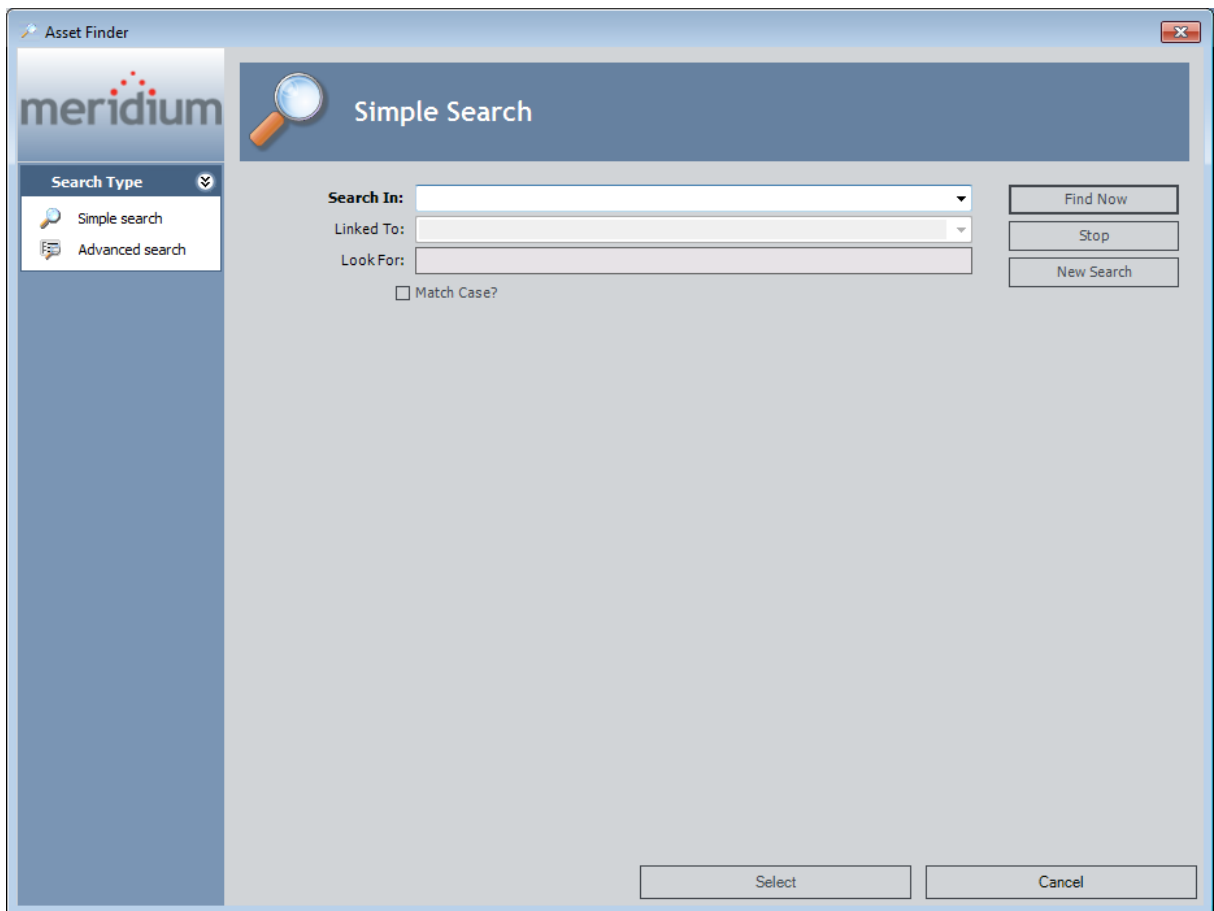 Asset Finder
meridium
Simple Search
Search Type
Simple search
Advanced search
Search In:
Linked To:
Look For:
Match Case?
Find Now
Stop
New Search
Select
Cancel